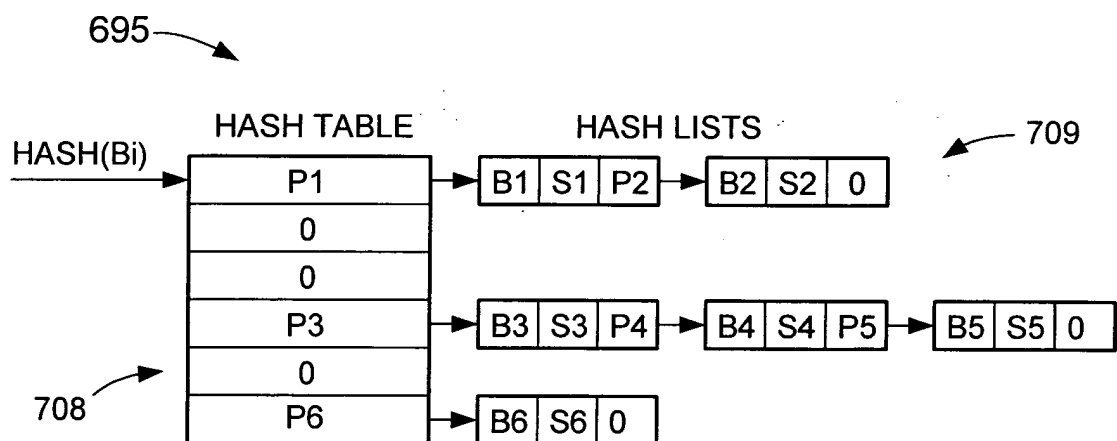 695
HASH TABLE HASH LISTS
709
HASH(Bi)
P1 B1 S1 P2 B2 S2 0
0
0
P3 B3 S3 P4 B4 S4 P5 B5 S5 0
0
708
P6 B6 S6 0